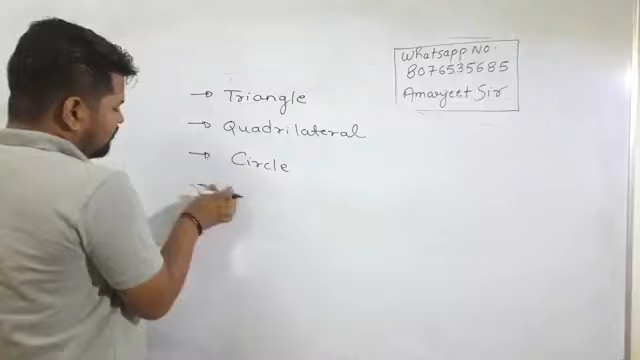 → Triangle
→ Quadrilateral
→ Circle
Whatsapp No.
8076535685
Amarjeet Sir